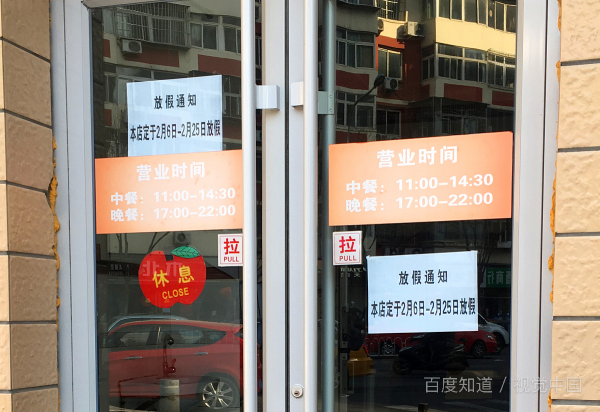 放假通知
本店定于2月6日-2月25日放假
营业时间
中餐：11:00-14:30
晚餐：17:00-22:00
拉
PULL
休息
CLOSE
营业时间
中餐：11:00-14:30
晚餐：17:00-22:00
拉
PULL
放假通知
本店定于2月6日-2月25日放假
百度知道 / 视觉中国